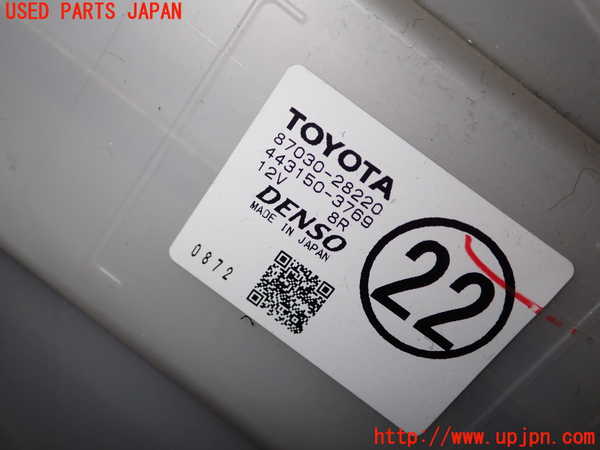 USED PARTS JAPAN
TOYOTA
87030-28220
443150-3769
12V 8R
DENSO
MADE IN JAPAN
0872
22
http://www.upjpn.com/